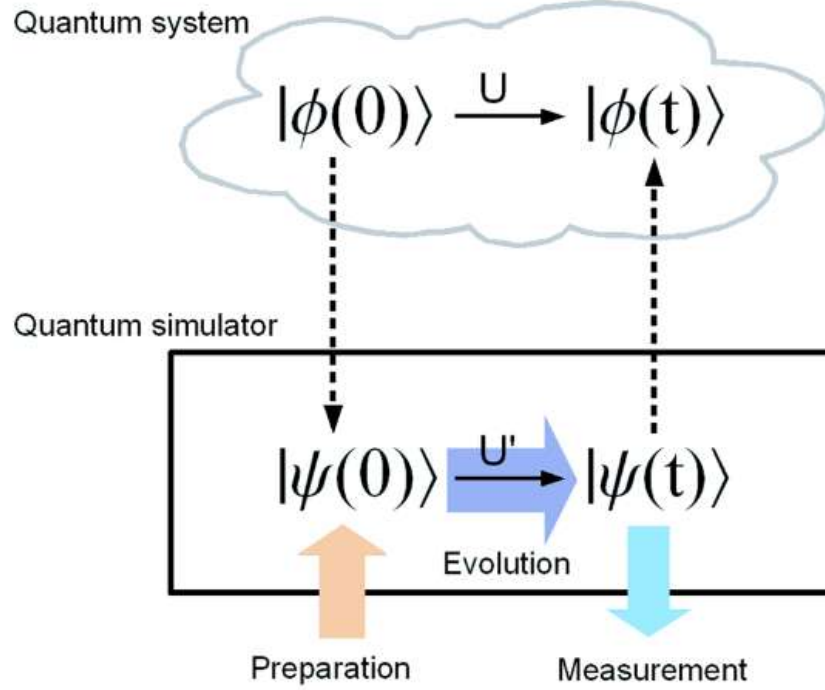 Quantum system
U
|ϕ(0)⟩ |ϕ(t)⟩
Quantum simulator
U'
|ψ(0)⟩ |ψ(t)⟩
Evolution
Preparation Measurement